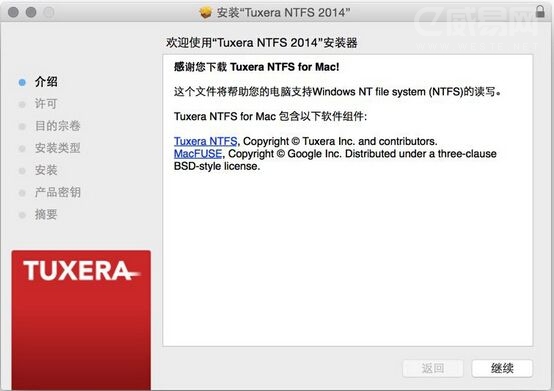 安装“Tuxera NTFS 2014”
e威易网
欢迎使用“Tuxera NTFS 2014”安装器
介绍
许可
目的宗卷
安装类型
安装
产品密钥
摘要
感谢您下载 Tuxera NTFS for Mac!
这个文件将帮助您的电脑支持Windows NT file system (NTFS)的读写。
Tuxera NTFS for Mac 包含以下软件组件:
Tuxera NTFS, Copyright © Tuxera Inc. and contributors.
MacFUSE, Copyright © Google Inc. Distributed under a three-clause
BSD-style license.
TUXERA
返回
继续